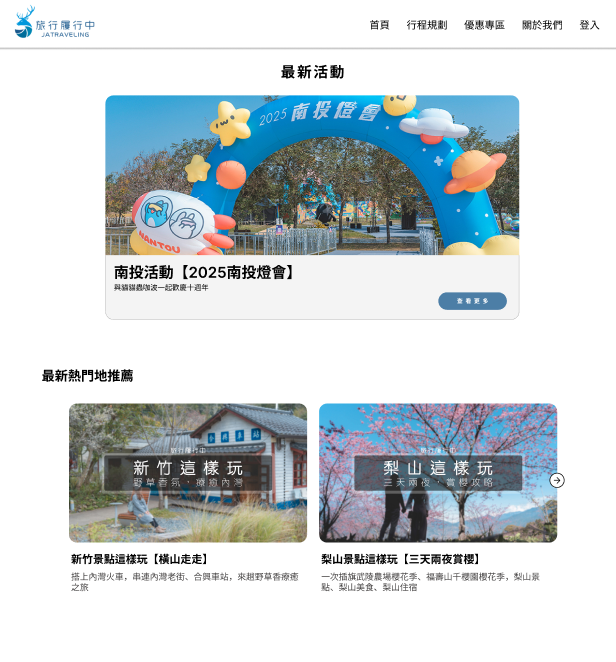 旅行履行中
JATRAVELING
首頁 行程規劃 優惠專區 關於我們 登入
最新活動
2025 南投燈會
NANTOU
南投活動【2025南投燈會】
與貓貓蟲咖波一起歡慶十週年
查看更多
最新熱門地推薦
合興車站
旅行履行中
新竹這樣玩
野草香氛．療癒內灣
旅行履行中
梨山這樣玩
三天兩夜．賞櫻攻略
新竹景點這樣玩【橫山走走】
搭上內灣火車，串連內灣老街、合興車站，來趟野草香療癒
之旅
梨山景點這樣玩【三天兩夜賞櫻】
一次插旗武陵農場櫻花季、福壽山千櫻園櫻花季，梨山景
點、梨山美食、梨山住宿